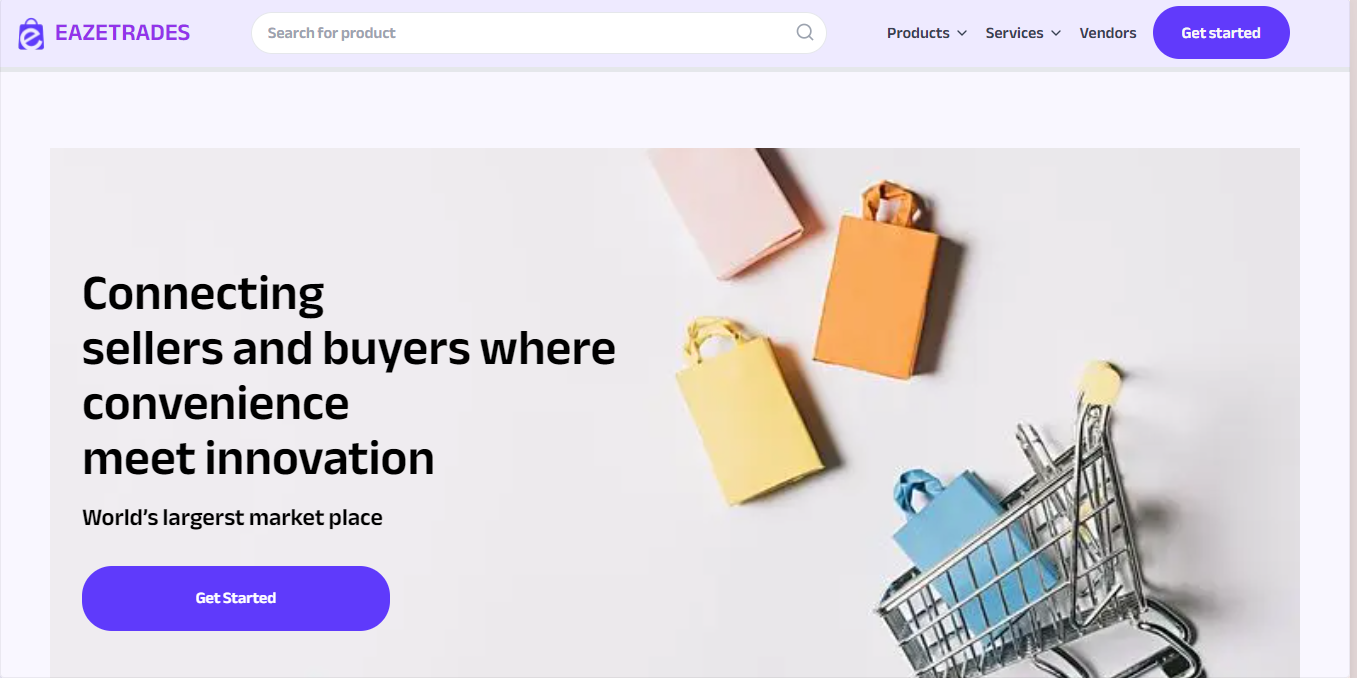 EAZETRADES
Search for product
Products
Services
Vendors
Get started
Connecting
sellers and buyers where
convenience
meet innovation
World’s largerst market place
Get Started